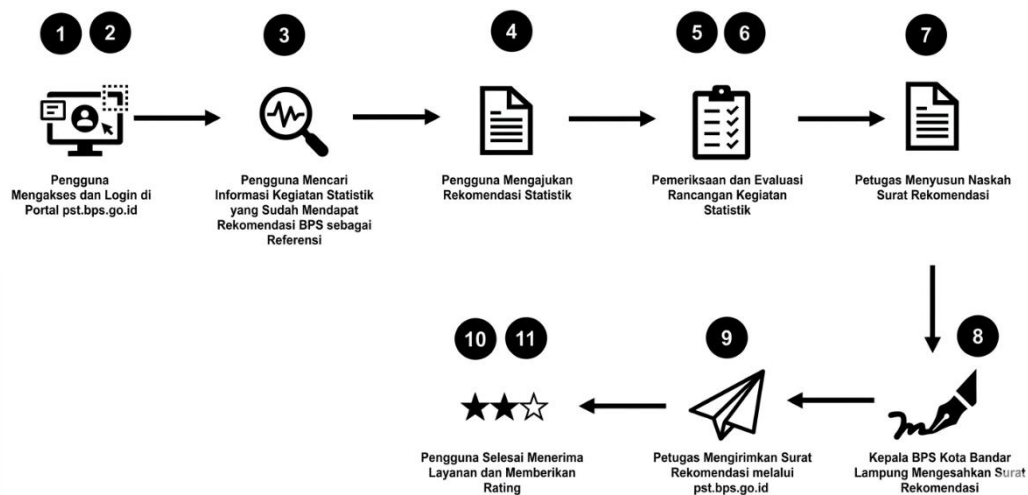 1 2
3
4
5 6
7
Pengguna
Mengakses dan Login di
Portal pst.bps.go.id
Pengguna Mencari
Informasi Kegiatan Statistik
yang Sudah Mendapat
Rekomendasi BPS sebagai
Referensi
Pengguna Mengajukan
Rekomendasi Statistik
Pemeriksaan dan Evaluasi
Rancangan Kegiatan
Statistik
Petugas Menyusun Naskah
Surat Rekomendasi
8
Kepala BPS Kota Bandar
Lampung Mengesahkan Surat
Rekomendasi
9
Petugas Mengirimkan Surat
Rekomendasi melalui
pst.bps.go.id
10 11
Pengguna Selesai Menerima
Layanan dan Memberikan
Rating